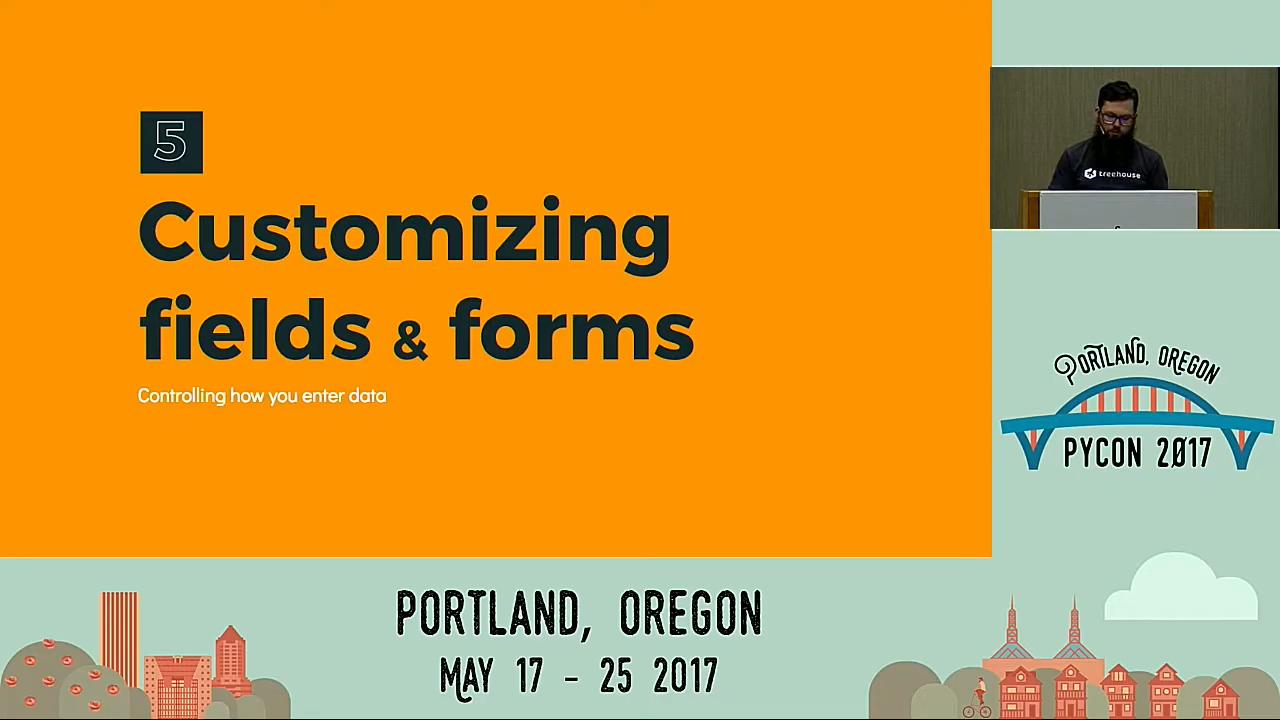 5
Customizing
fields & forms
Controlling how you enter data
treehouse
PORTLAND, OREGON
PYCON 2017
PORTLAND, OREGON
MAY 17 - 25 2017